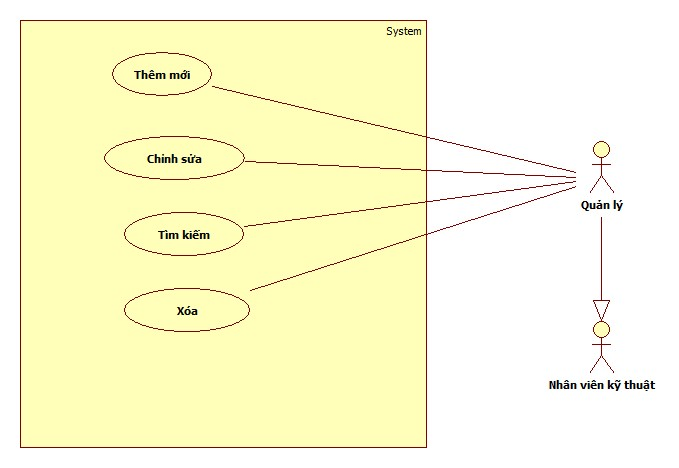 System
Thêm mới
Chỉnh sửa
Tìm kiếm
Xóa
Quản lý
Nhân viên kỹ thuật